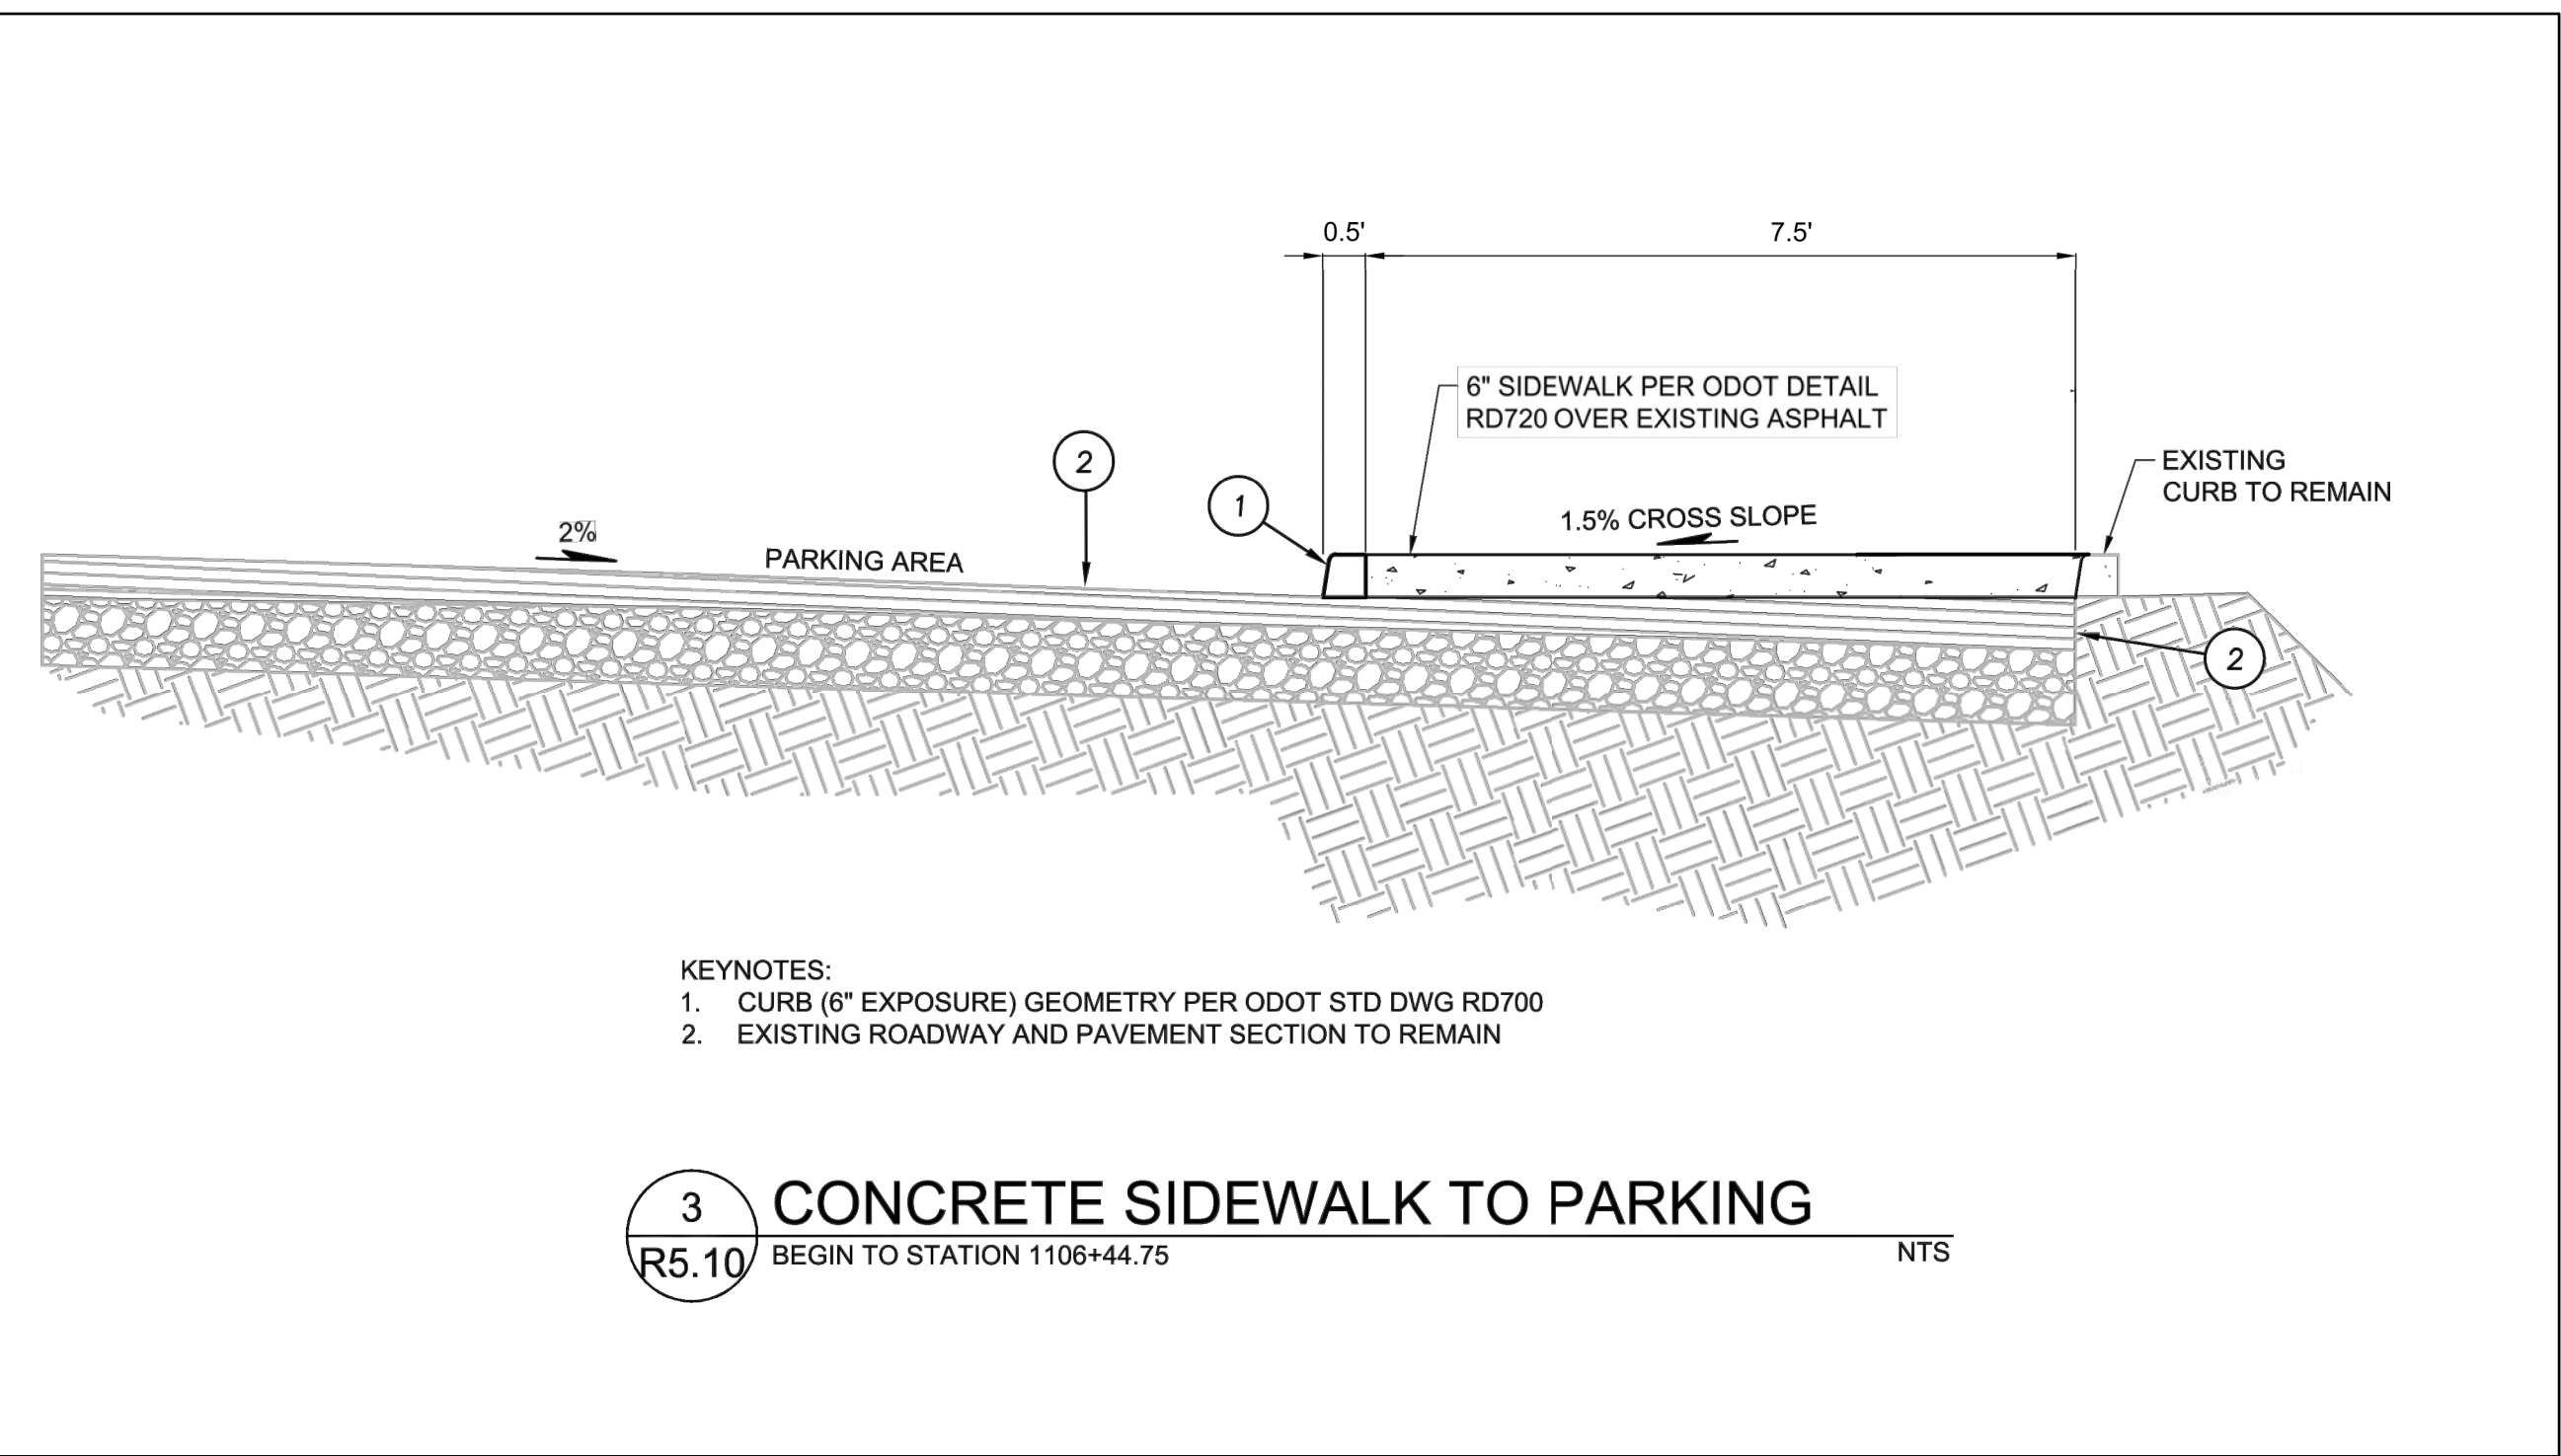 0.5'
7.5'
6" SIDEWALK PER ODOT DETAIL
RD720 OVER EXISTING ASPHALT
EXISTING
CURB TO REMAIN
2
1
1.5% CROSS SLOPE
2%
PARKING AREA
2
KEYNOTES:
1. CURB (6" EXPOSURE) GEOMETRY PER ODOT STD DWG RD700
2. EXISTING ROADWAY AND PAVEMENT SECTION TO REMAIN
3
CONCRETE SIDEWALK TO PARKING
R5.10
BEGIN TO STATION 1106+44.75
NTS